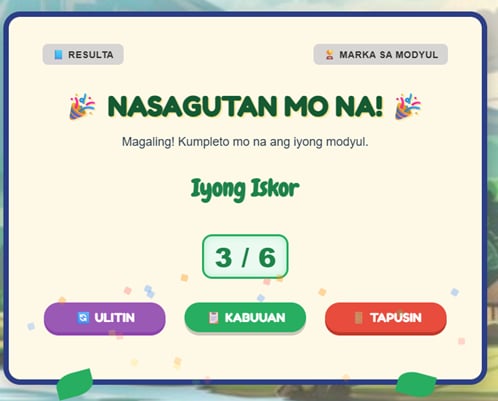 RESULTA
MARKA SA MODYUL
NASAGUTAN MO NA!
Magaling! Kumpleto mo na ang iyong modyul.
Iyong Iskor
3 / 6
ULITIN
KABUUAN
TAPUSIN